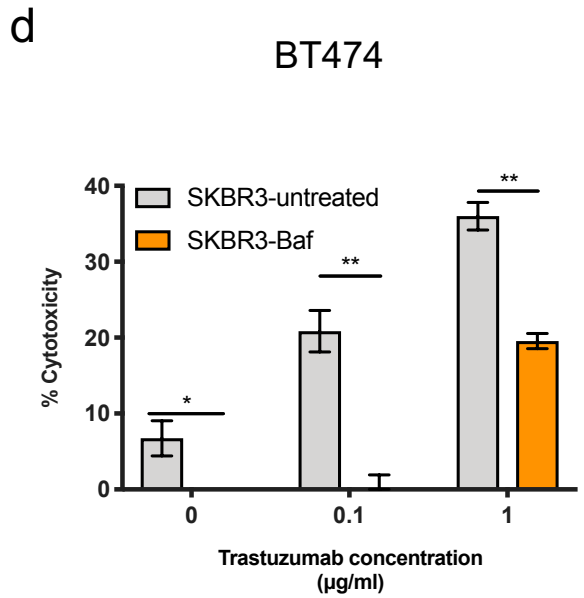 d
BT474
SKBR3-untreated
SKBR3-Baf
% Cytotoxicity
40
30
20
10
0
*
**
**
0
0.1
1
Trastuzumab concentration
(µg/ml)